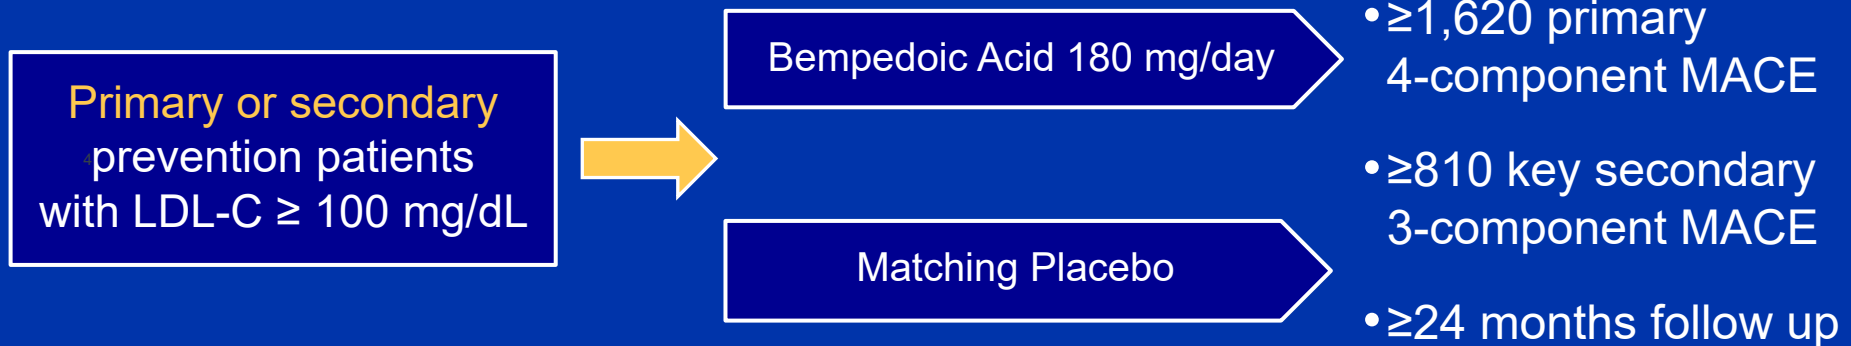 Primary or secondary
prevention patients
with LDL-C ≥ 100 mg/dL
4
Bempedoic Acid 180 mg/day
Matching Placebo
•≥1,620 primary
4-component MACE
•≥810 key secondary
3-component MACE
•≥24 months follow up